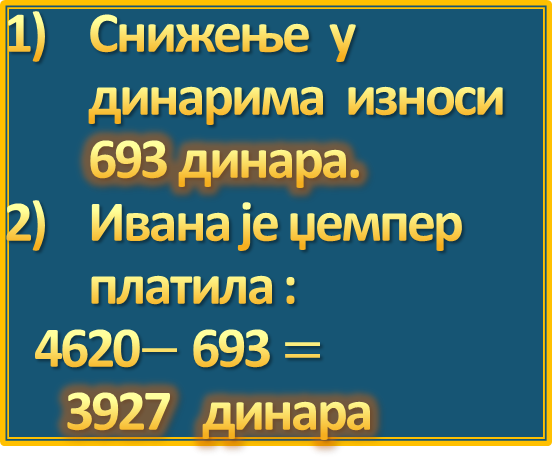 1) Снижење у
динарима износи
693 динара.
2) Ивана је џемпер
платила :
4620− 693 =
3927 динара